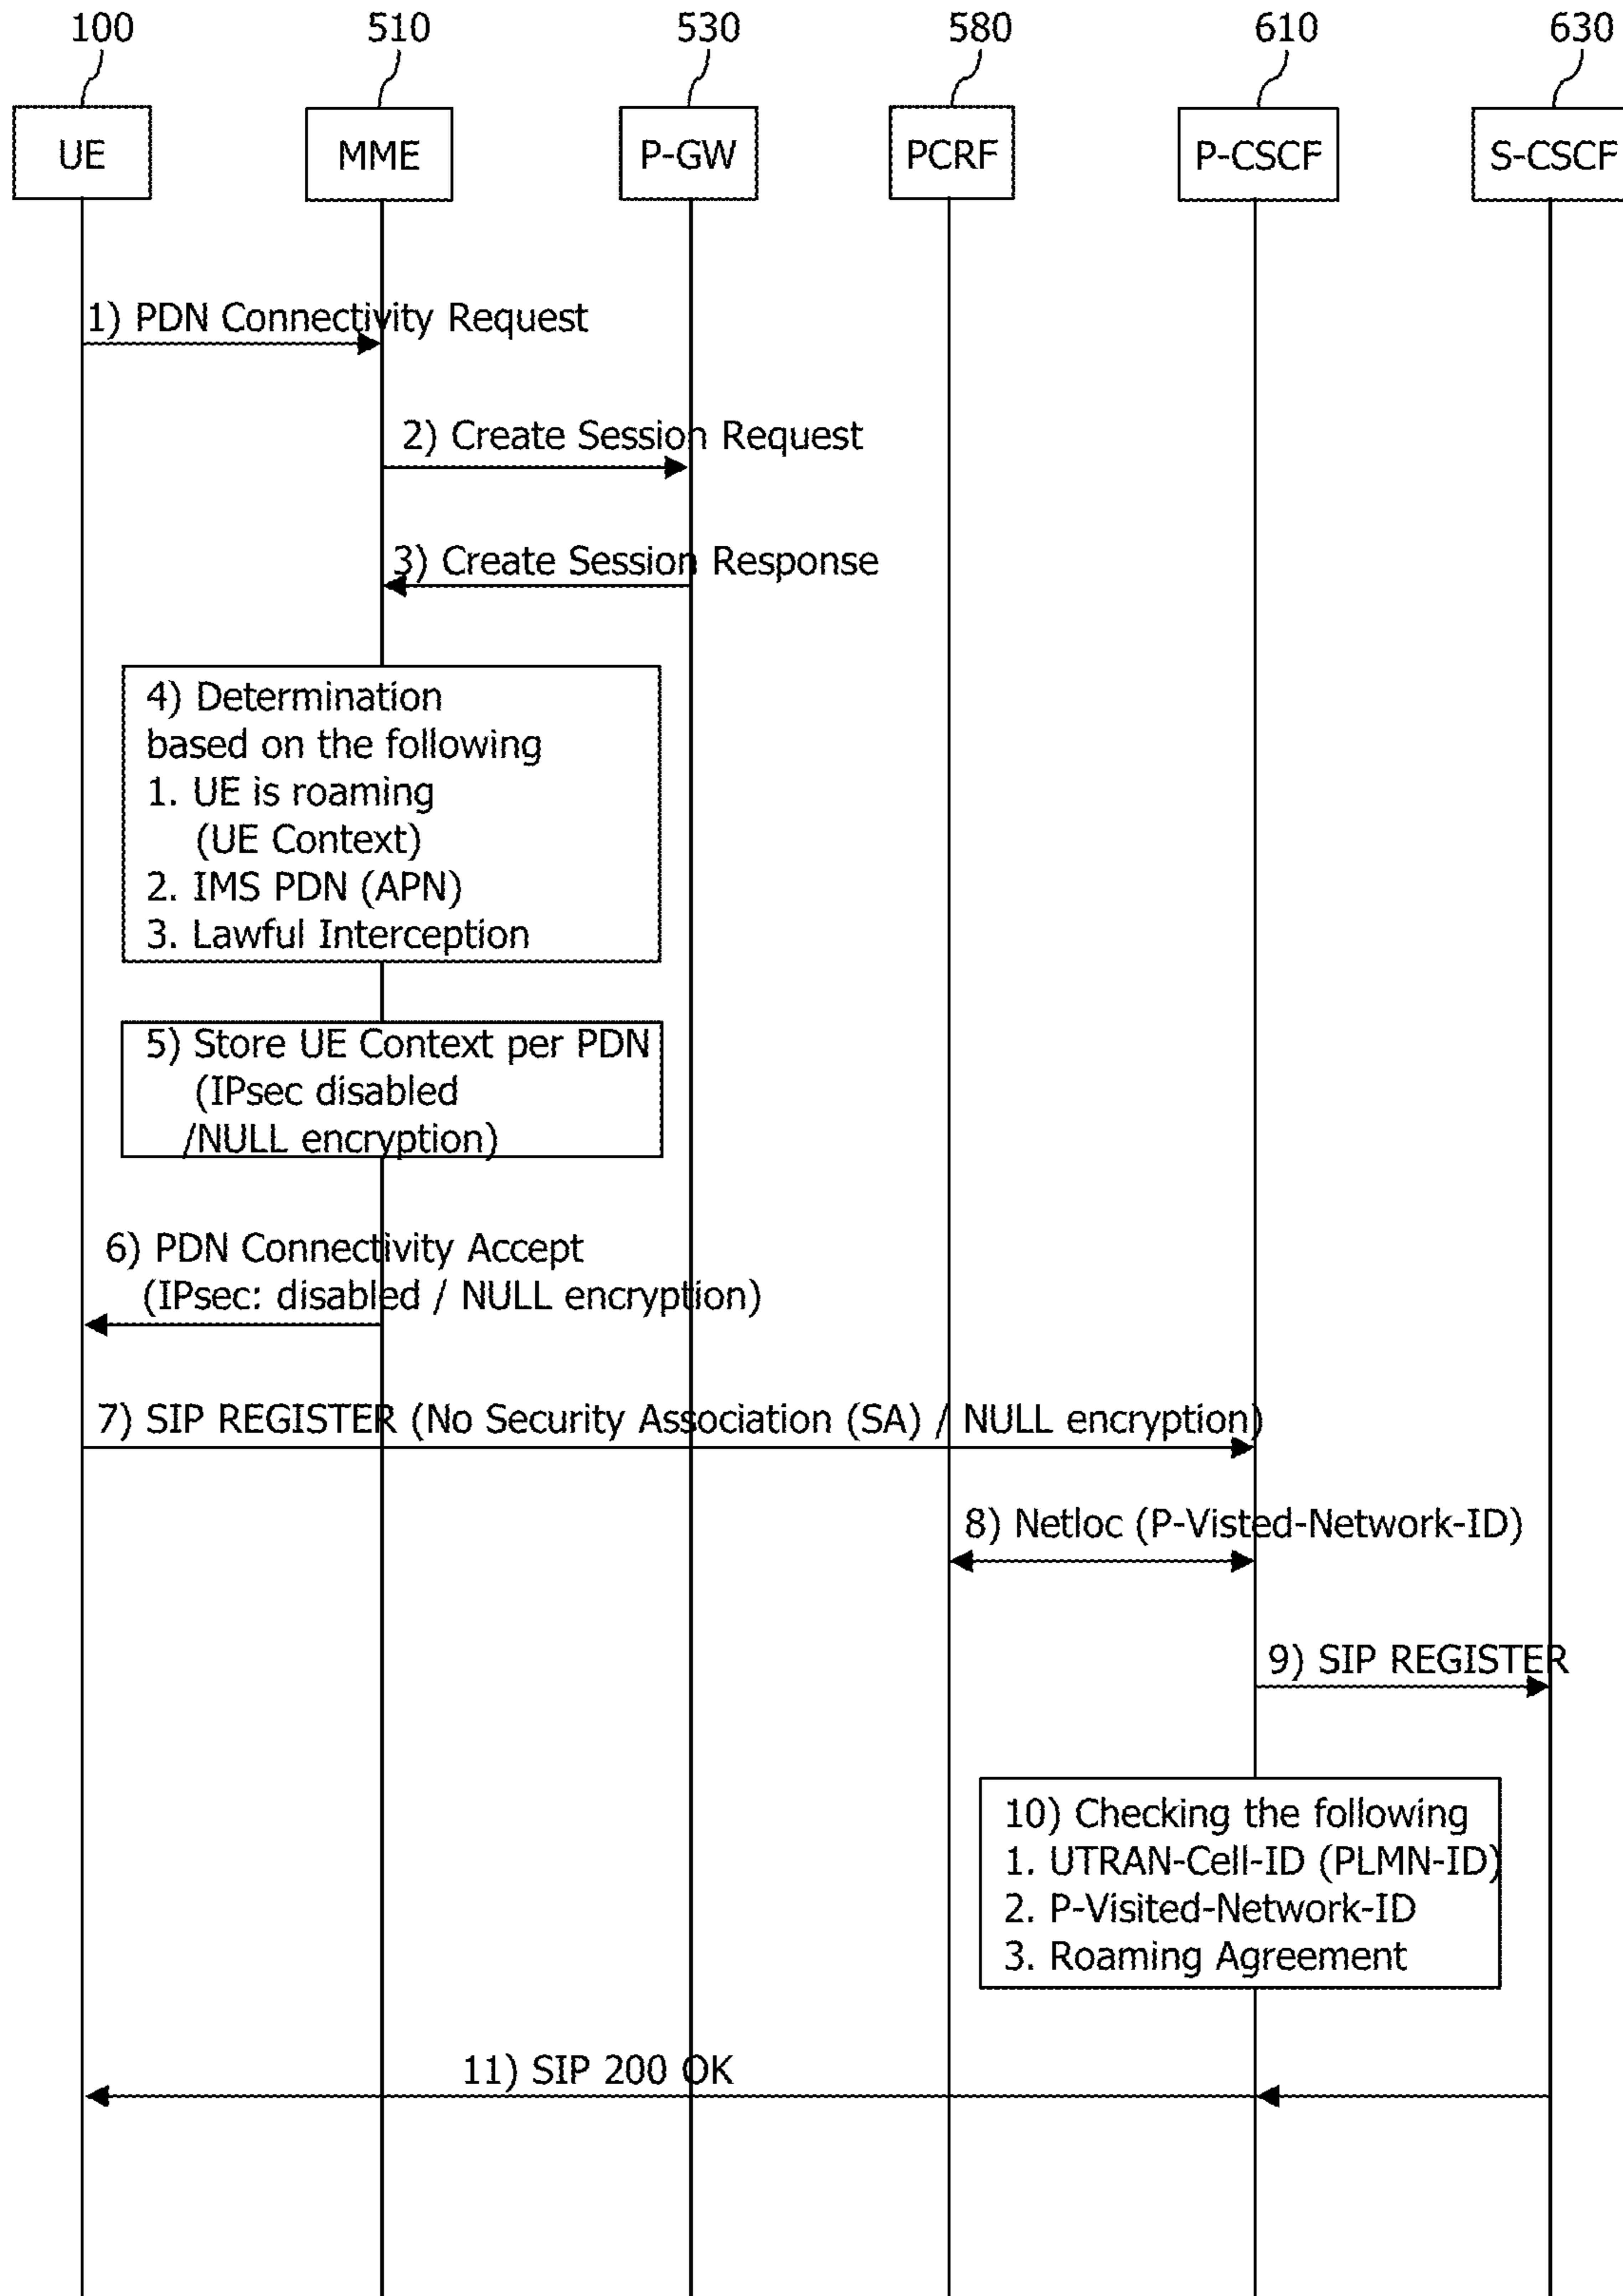 100
510
530
580
610
630
UE
MME
P-GW
PCRF
P-CSCF
S-CSCF
1) PDN Connectivity Request
2) Create Session Request
3) Create Session Response
4) Determination
based on the following
1. UE is roaming
(UE Context)
2. IMS PDN (APN)
3. Lawful Interception
5) Store UE Context per PDN
(IPsec disabled
/NULL encryption)
6) PDN Connectivity Accept
(IPsec: disabled / NULL encryption)
7) SIP REGISTER (No Security Association (SA) / NULL encryption)
8) Netloc (P-Visted-Network-ID)
9) SIP REGISTER
10) Checking the following
1. UTRAN-Cell-ID (PLMN-ID)
2. P-Visited-Network-ID
3. Roaming Agreement
11) SIP 200 OK